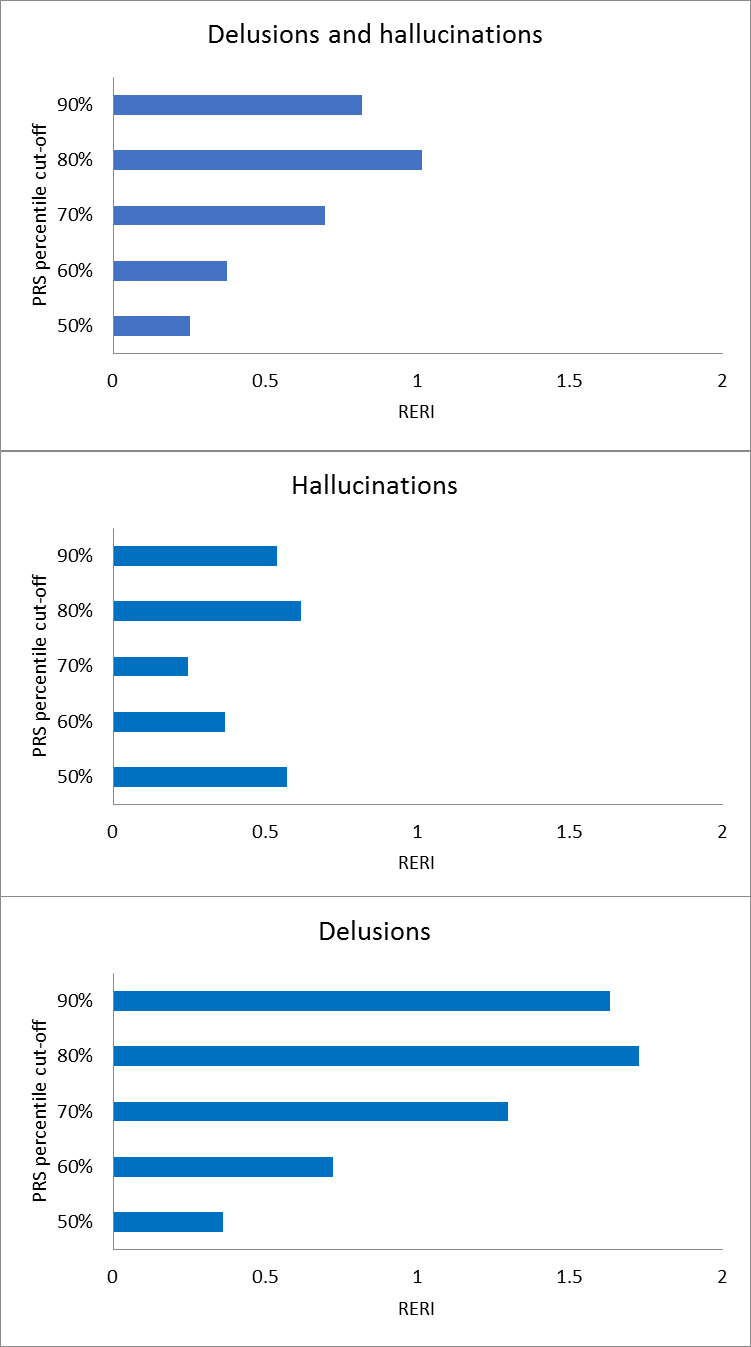 Delusions and hallucinations
PRS percentile cut-off
90%
80%
70%
60%
50%
0 0.5 1 1.5 2
RERI
Hallucinations
PRS percentile cut-off
90%
80%
70%
60%
50%
0 0.5 1 1.5 2
RERI
Delusions
PRS percentile cut-off
90%
80%
70%
60%
50%
0 0.5 1 1.5 2
RERI